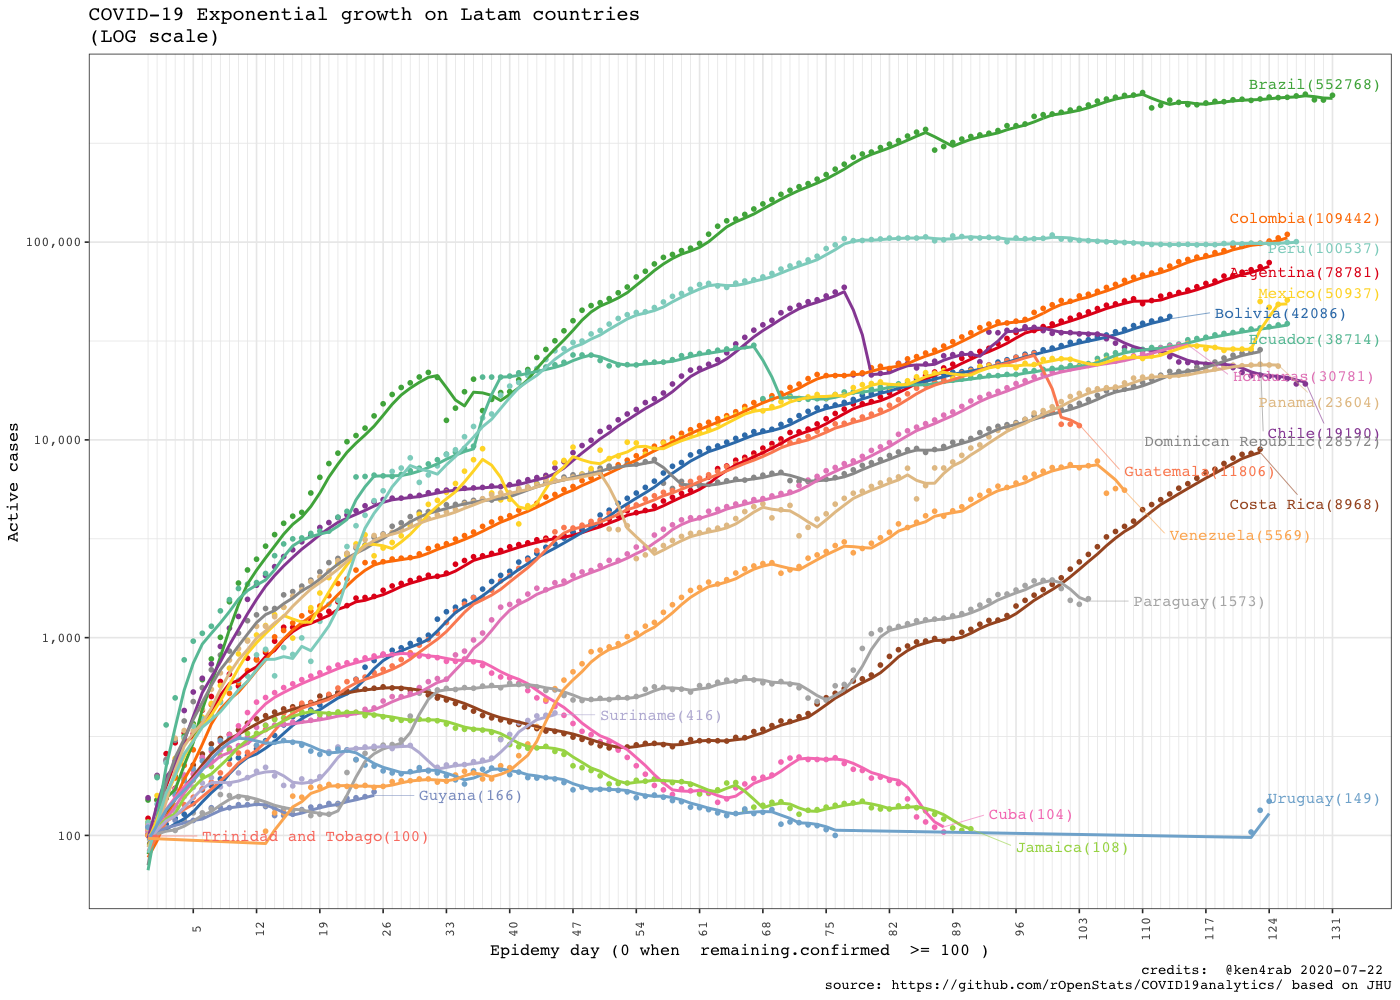 COVID-19 Exponential growth on Latam countries
(LOG scale)
Brazil(552768)
Colombia(109442)
100,000
Peru(100537)
Argentina(78781)
Mexico(50937)
Bolivia(42086)
Ecuador(38714)
Honduras(30781)
Panama(23604)
Chile(19190)
10,000
Dominican Republic(28572)
Guatemala(11806)
Costa Rica(8968)
Venezuela(5569)
Active cases
Paraguay(1573)
1,000
Suriname(416)
Guyana(166)
Uruguay(149)
Cuba(104)
100
Trinidad and Tobago(100)
Jamaica(108)
5 12 19 26 33 40 47 54 61 68 75 82 89 96 103 110 117 124 131
Epidemy day (0 when  remaining.confirmed  >= 100 )
credits:  @ken4rab 2020-07-22
source: https://github.com/rOpenStats/COVID19analytics/ based on JHU